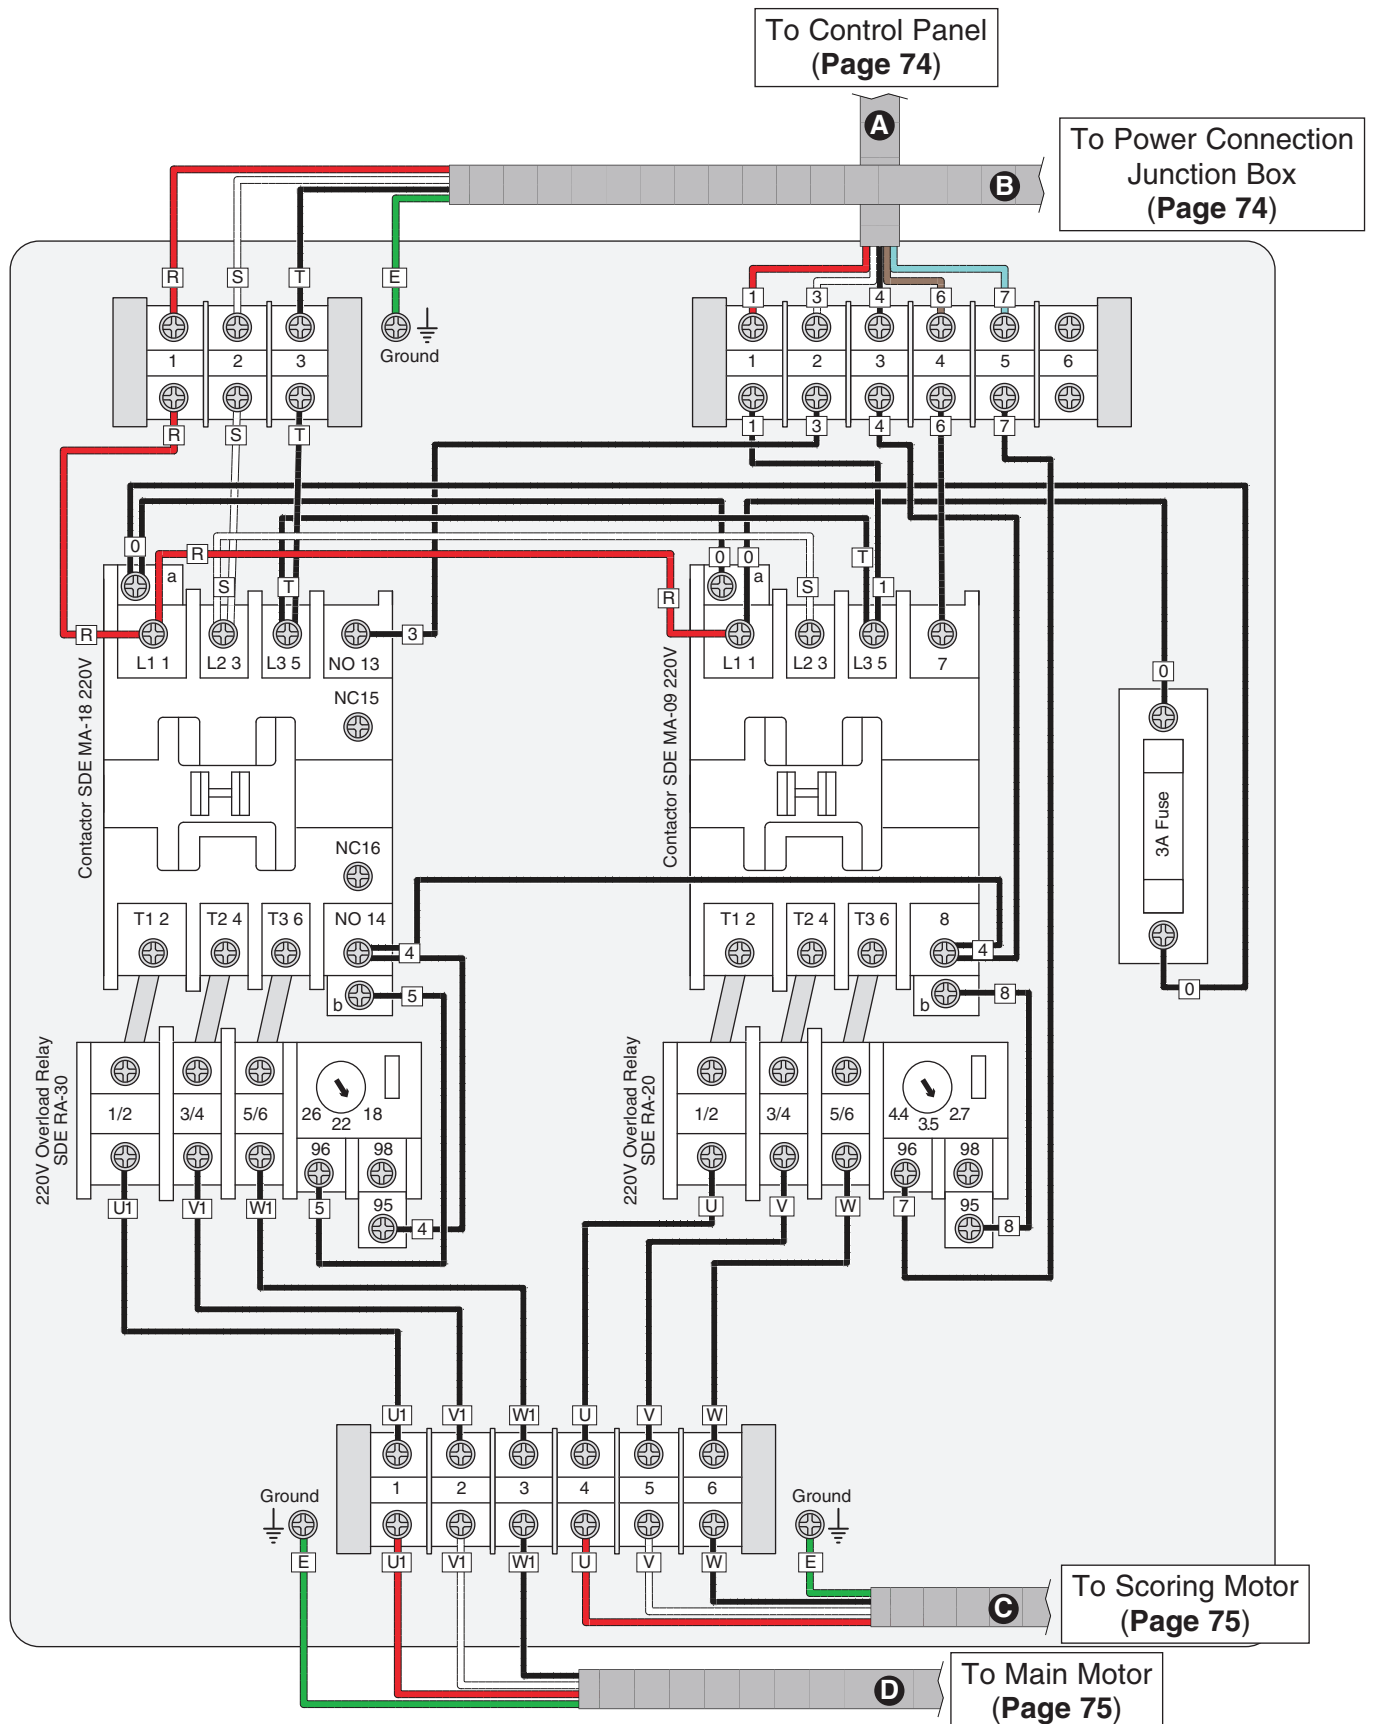 To Control Panel
(Page 74)
A
To Power Connection
Junction Box
(Page 74)
B
R S T E
1 3 4 6 7
Ground
1 2 3
1 2 3 4 5 6
R S T
1 3 4 6 7
0
R
a
S T
R
3
L1 1 L2 3 L3 5 NO 13
NC15
NC16
Contactor SDE MA-18 220V
T1 2 T2 4 T3 6 NO 14
4
b
5
0 0
a
T
S 1
R
L1 1 L2 3 L3 5 7
Contactor SDE MA-09 220V
T1 2 T2 4 T3 6 8
4
b
8
0
3A Fuse
0
220V Overload Relay
SDE RA-30
1/2 3/4 5/6
26 22 18
96 98
95
U1 V1 W1 5
4
220V Overload Relay
SDE RA-20
1/2 3/4 5/6
4.4 3.5 2.7
96 98
95
U V W 7
8
U1 V1 W1 U V W
1 2 3 4 5 6
Ground
Ground
E U1 V1 W1 U V W E
C
To Scoring Motor
(Page 75)
D
To Main Motor
(Page 75)